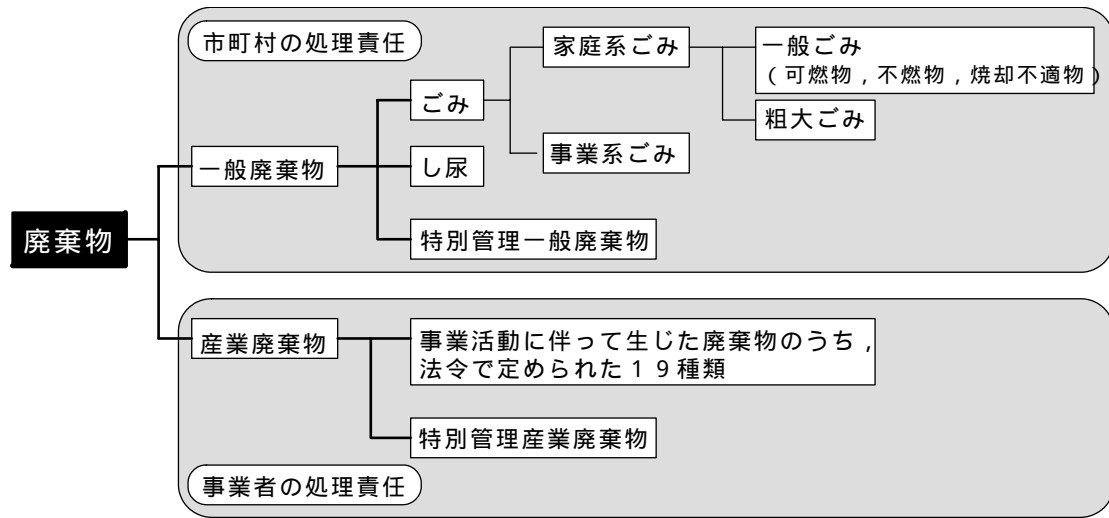 市町村の処理責任
家庭系ごみ
一般ごみ
（可燃物，不燃物，焼却不適物）
ごみ
粗大ごみ
事業系ごみ
一般廃棄物
し尿
廃棄物
特別管理一般廃棄物
産業廃棄物
事業活動に伴って生じた廃棄物のうち，
法令で定められた１９種類
特別管理産業廃棄物
事業者の処理責任